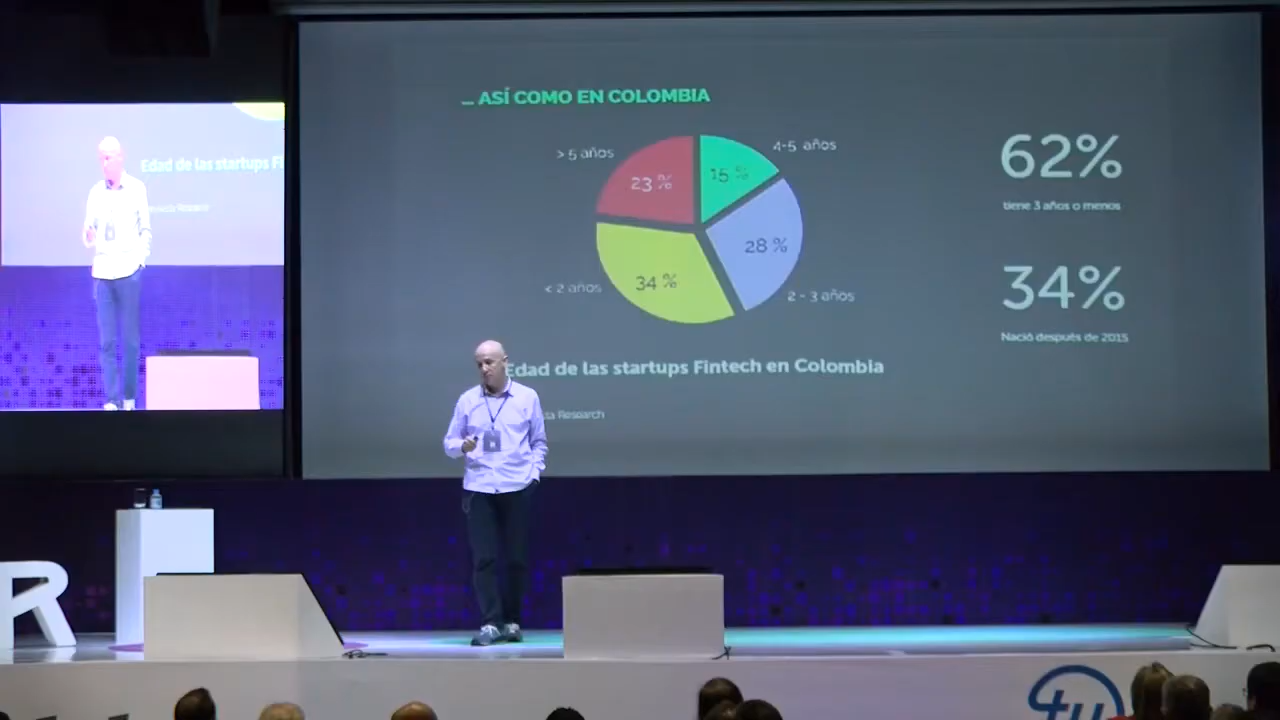 ... ASÍ COMO EN COLOMBIA
> 5 años
4-5 años
23 %
15 %
28 %
34 %
< 2 años
2 - 3 años
62%
tiene 3 años o menos
34%
Nació después de 2015
Edad de las startups Fintech en Colombia
Research
Edad de las startups F
R
tu